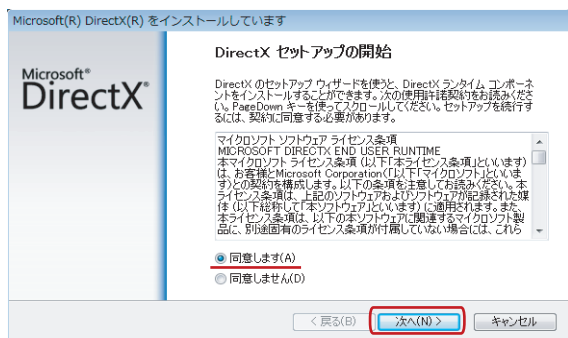 Microsoft(R) DirectX(R) をインストールしています
Microsoft®
DirectX®
DirectX セットアップの開始
DirectX のセットアップ ウィザードを使うと、DirectX ランタイム コンポーネ
ントをインストールすることができます。次の使用許諾契約をお読みくださ
い。PageDown キーを使ってスクロールしてください。セットアップを続行す
るには、契約に同意する必要があります。
マイクロソフト ソフトウェア ライセンス条項
MICROSOFT DIRECTX END USER RUNTIME
本マイクロソフト ライセンス条項 (以下「本ライセンス条項」といいます)
は、お客様とMicrosoft Corporation(「以下「マイクロソフト」といいま
す)との契約を構成します。以下の条項を注意してお読みください。本
ライセンス条項は、上記のソフトウェアおよびソフトウェアが記録された媒
体 (以下総称して「本ソフトウェア」といいます) に適用されます。また、
本ライセンス条項は、以下の本ソフトウェアに関連するマイクロソフト製
品に、別途固有のライセンス条項が付属していない場合には、これら
同意します(A)
同意しません(D)
< 戻る(B)
次へ(N) >
キャンセル